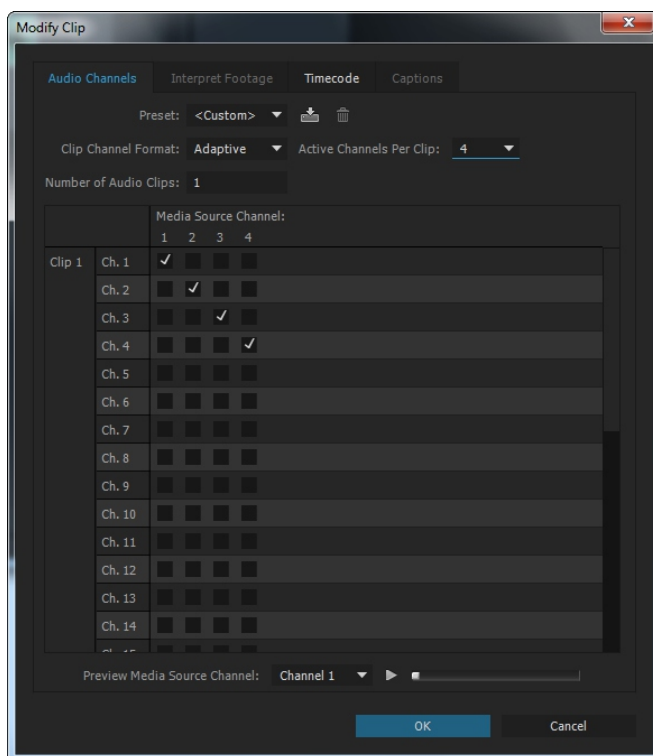 Modify Clip
Audio Channels Interpret Footage Timecode Captions
Preset: <Custom>
Clip Channel Format: Adaptive Active Channels Per Clip: 4
Number of Audio Clips: 1
Media Source Channel:
1 2 3 4
Clip 1 Ch. 1
Ch. 2
Ch. 3
Ch. 4
Ch. 5
Ch. 6
Ch. 7
Ch. 8
Ch. 9
Ch. 10
Ch. 11
Ch. 12
Ch. 13
Ch. 14
Preview Media Source Channel: Channel 1
OK Cancel